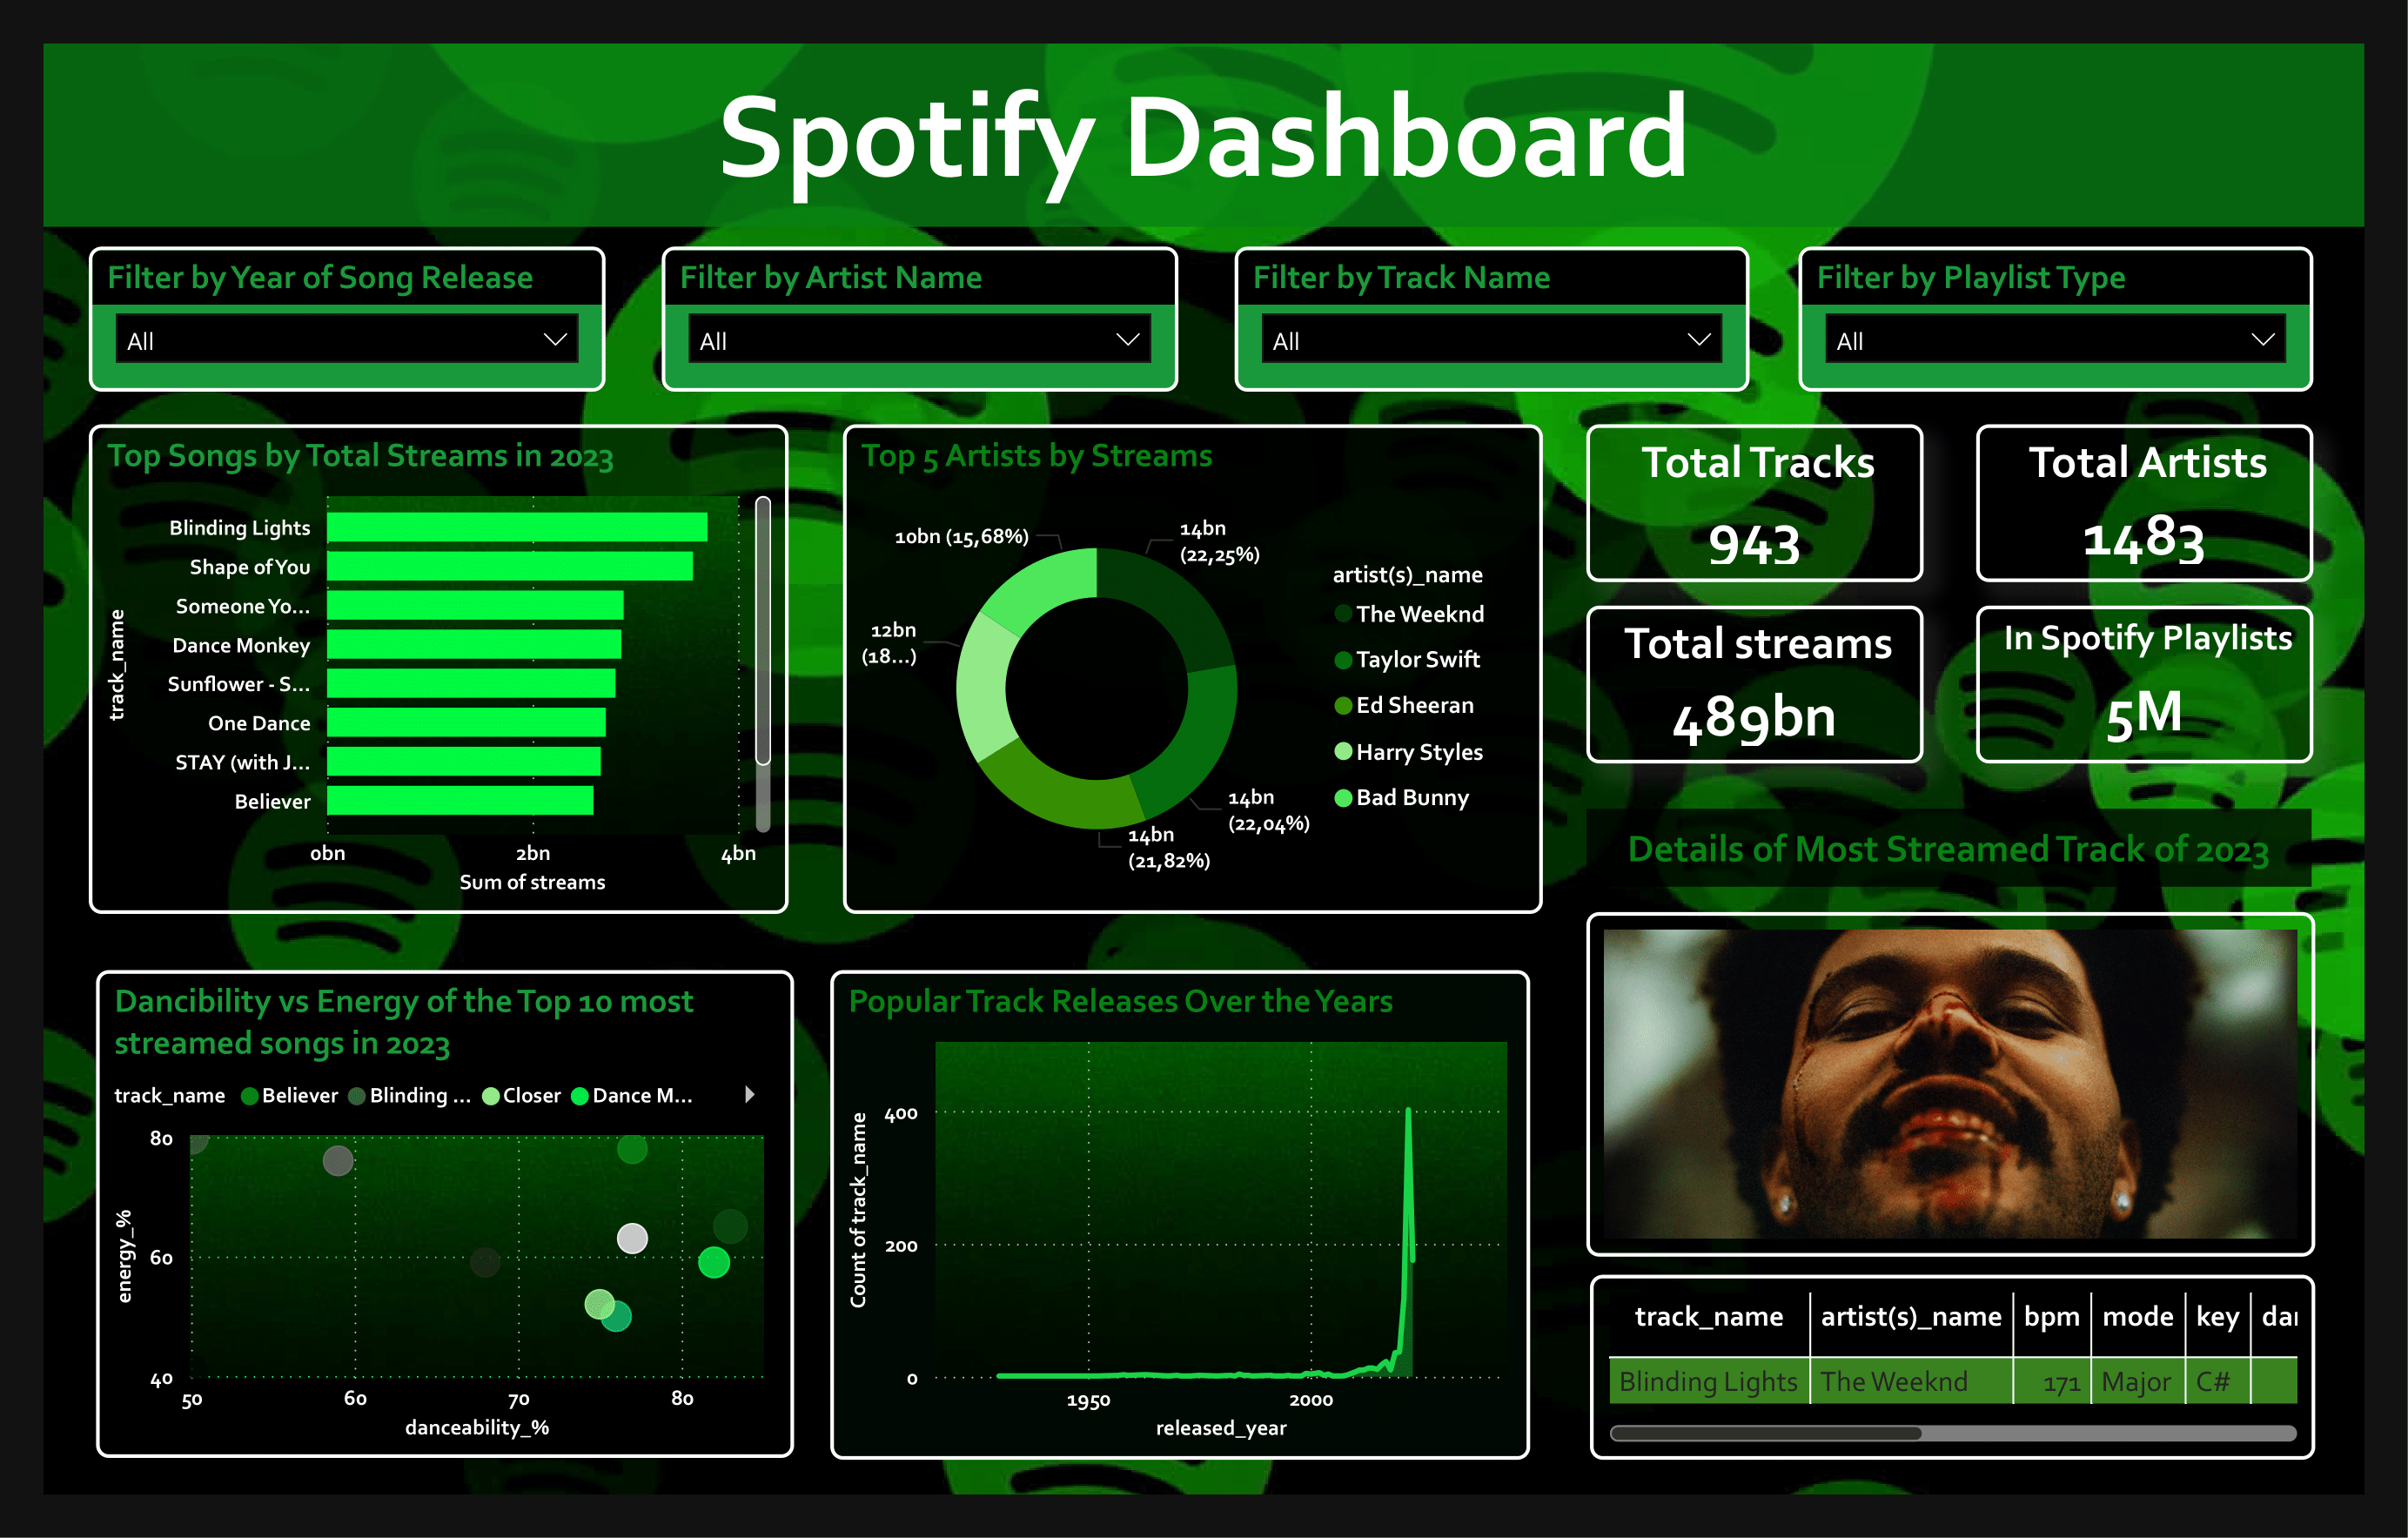 Spotify Dashboard
Filter by Year of Song Release
All
Filter by Artist Name
All
Filter by Track Name
All
Filter by Playlist Type
All
Top Songs by Total Streams in 2023
track_name
Blinding Lights
Shape of You
Someone Yo...
Dance Monkey
Sunflower - S...
One Dance
STAY (with J...
Believer
0bn 2bn 4bn
Sum of streams
Top 5 Artists by Streams
10bn (15,68%)
14bn
(22,25%)
12bn
(18...)
14bn
(22,04%)
14bn
(21,82%)
artist(s)_name
The Weeknd
Taylor Swift
Ed Sheeran
Harry Styles
Bad Bunny
Total Tracks
943
Total Artists
1483
Total streams
489bn
In Spotify Playlists
5M
Details of Most Streamed Track of 2023
Dancibility vs Energy of the Top 10 most
streamed songs in 2023
track_name Believer Blinding ... Closer Dance M...
energy_%
80
60
40
50 60 70 80
danceability_%
Popular Track Releases Over the Years
Count of track_name
400
200
0
1950 2000
released_year
track_name artist(s)_name bpm mode key dan
Blinding Lights The Weeknd 171 Major C#